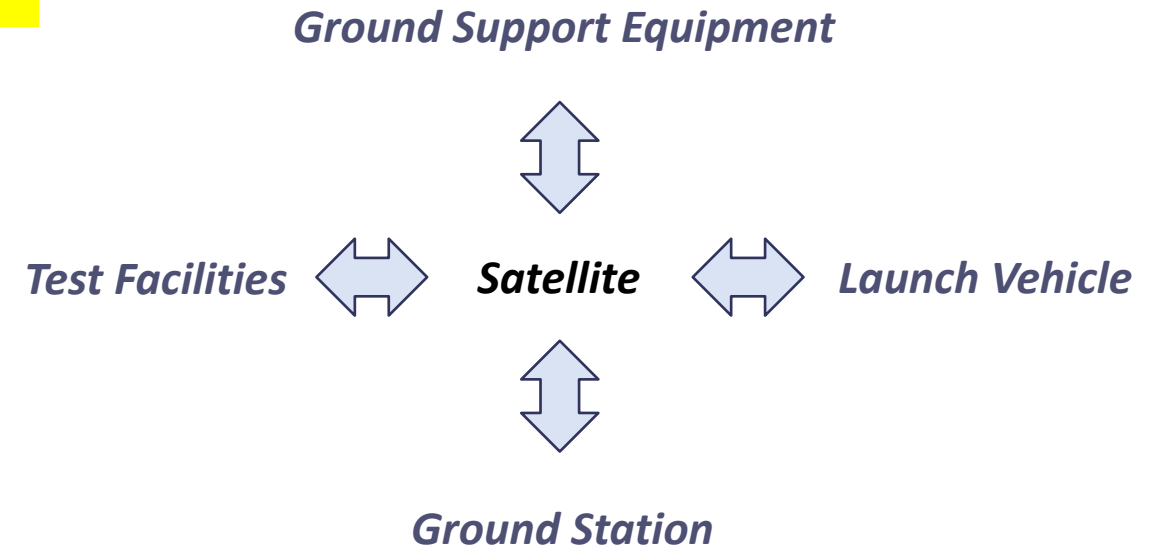 Ground Support Equipment
Test Facilities
Satellite
Launch Vehicle
Ground Station